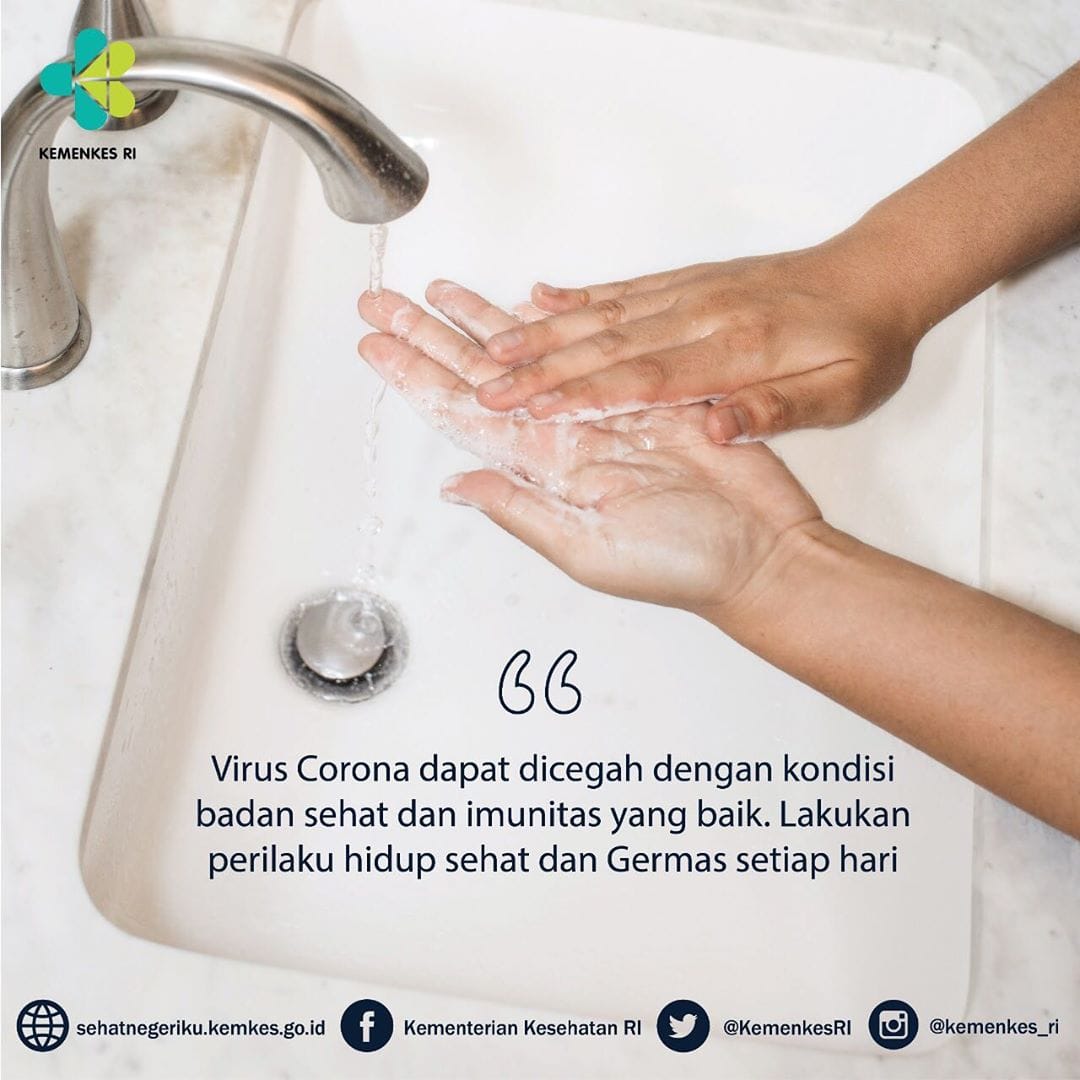 KEMENKES RI
Virus Corona dapat dicegah dengan kondisi
badan sehat dan imunitas yang baik. Lakukan
perilaku hidup sehat dan Germas setiap hari
sehatnegeriku.kemkes.go.id
Kementerian Kesehatan RI
@KemenkesRI
@kemenkes_ri